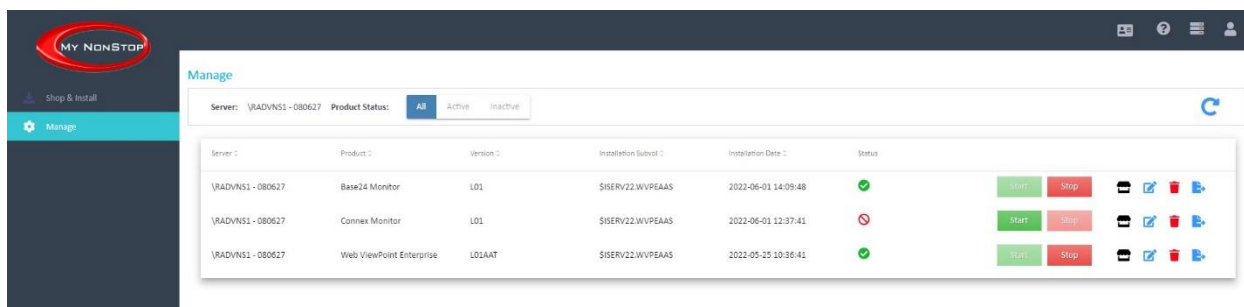 My NonStop
Manage
Shop & Install
Server: \RADVNS1 - 080627 Product Status: All Active Inactive
Manage
Server Product Version Installation Subvol Installation Date Status
\RADVNS1 - 080627 Base24 Monitor L01 $ISERV22.WVPEAAS 2022-06-01 14:09:48 Start Stop
\RADVNS1 - 080627 Connex Monitor L01 $ISERV22.WVPEAAS 2022-06-01 12:37:41 Start Stop
\RADVNS1 - 080627 Web ViewPoint Enterprise L01AAT $ISERV22.WVPEAAS 2022-05-25 10:36:41 Start Stop